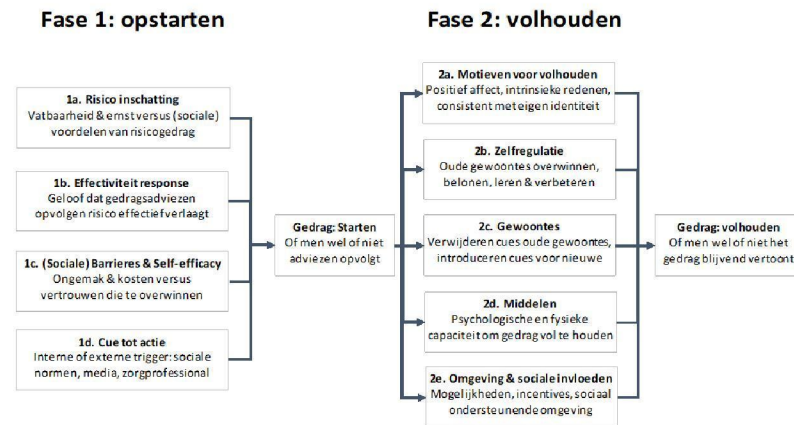 Fase 1: opstarten
1a. Risico inschatting
Vatbaarheid & ernst versus (sociale)
voordelen van risicogedrag
1b. Effectiviteit response
Geloof dat gedragsadviezen
opvolgen risico effectief verlaagt
1c. (Sociale) Barrieres & Self-efficacy
Ongemak & kosten versus
vertrouwen die te overwinnen
1d. Cue tot actie
Interne of externe trigger: sociale
normen, media, zorgprofessional
Gedrag: Starten
Of men wel of niet
adviezen opvolgt
Fase 2: volhouden
2a. Motieven voor volhouden
Positief affect, intrinsieke redenen,
consistent met eigen identiteit
2b. Zelfregulatie
Oude gewoontes overwinnen,
belonen, leren & verbeteren
2c. Gewoontes
Verwijderen cues oude gewoontes,
introduceren cues voor nieuwe
2d. Middelen
Psychologische en fysieke
capaciteit om gedrag vol te houden
2e. Omgeving & sociale invloeden
Mogelijkheden, incentives, sociaal
ondersteunende omgeving
Gedrag: volhouden
Of men wel of niet het
gedrag blijvend vertoont